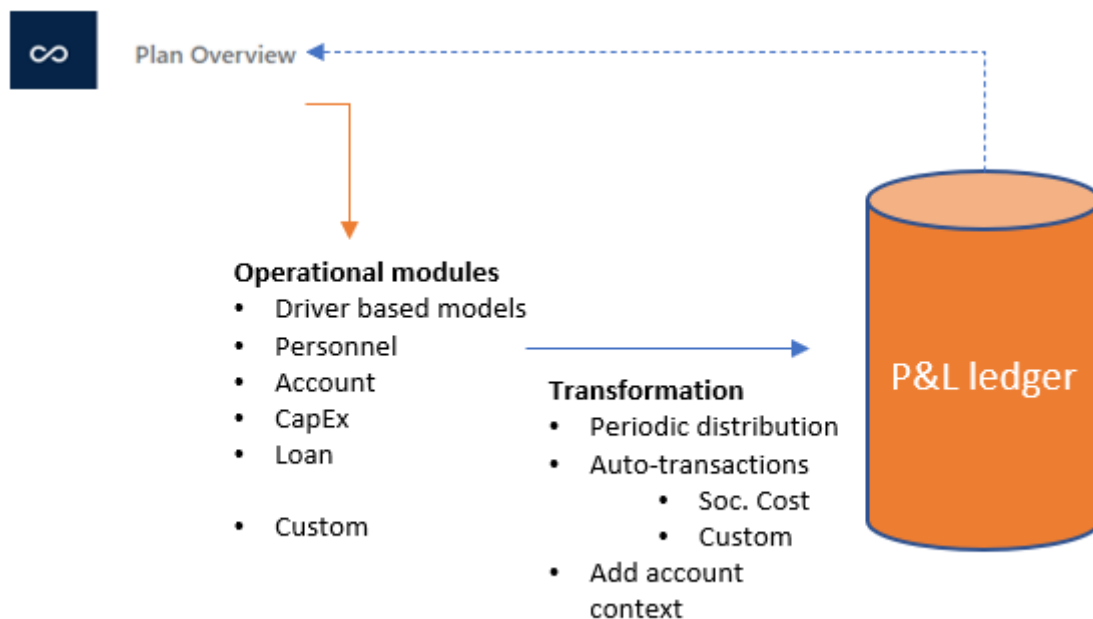 Plan Overview
Operational modules
• Driver based models
• Personnel
• Account
• CapEx
• Loan
• Custom
Transformation
• Periodic distribution
• Auto-transactions
• Soc. Cost
• Custom
• Add account
context
P&L ledger